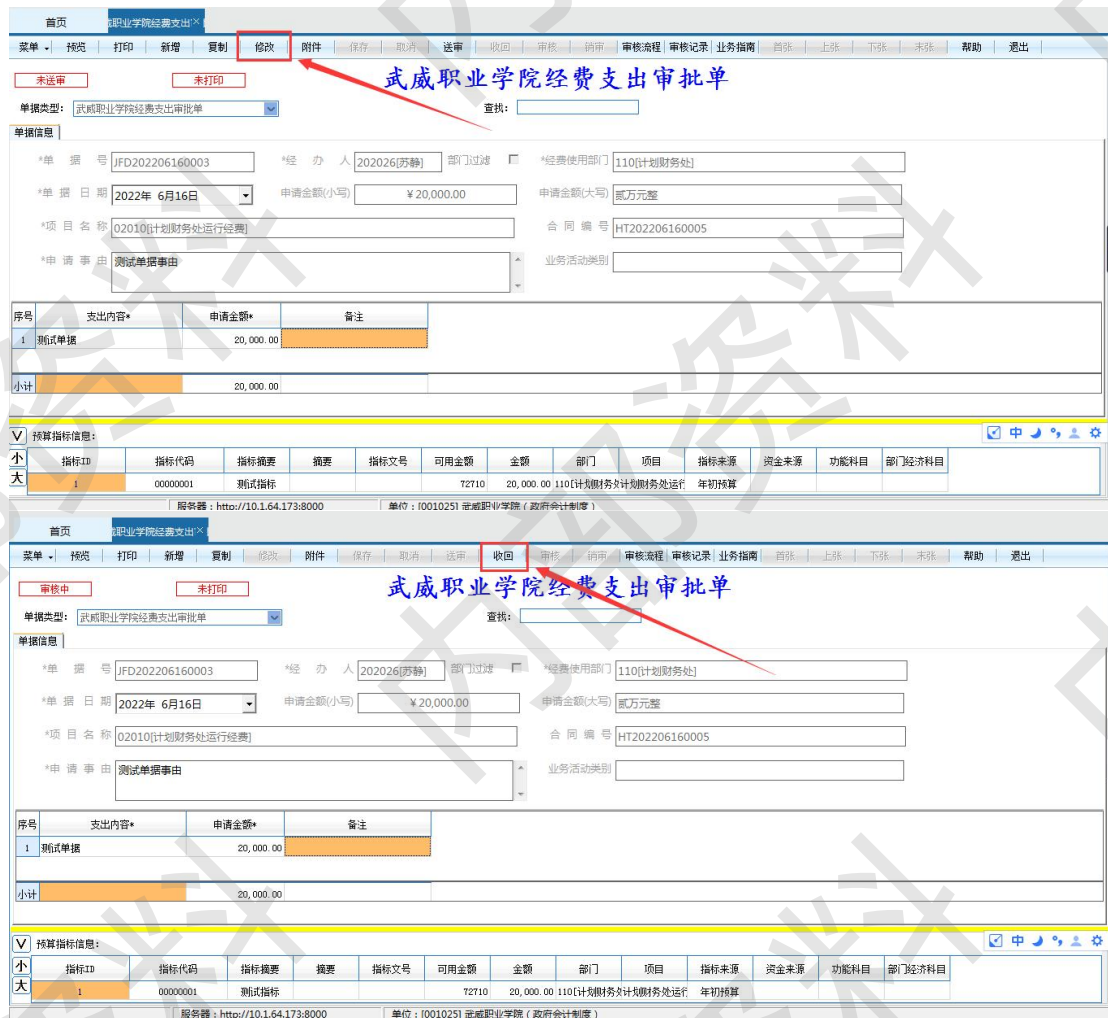 首页 职业学院经费支出
菜单 预览 打印 新增 复制 修改 附件 保存 取消 送审 收回 审核 销审 审核流程 审核记录 业务指南 首张 上张 下张 末张 帮助 退出
未送审 未打印 武威职业学院经费支出审批单
单据类型: 武威职业学院经费支出审批单 查找:
单据信息
*单据号 JFD202206160003 *经办人 202026[苏静] 部门过滤 *经费使用部门 110[计划财务处]
*单据日期 2022年 6月16日 申请金额(小写) ¥20,000.00 申请金额(大写) 贰万元整
*项目名称 02010[计划财务处运行经费] 合同编号 HT202206160005
*申请事由 测试单据事由 业务活动类别
序号 支出内容* 申请金额* 备注
1 测试单据 20,000.00
小计 20,000.00
V 预算指标信息: 中
小 指标ID 指标代码 指标摘要 摘要 指标文号 可用金额 金额 部门 项目 指标来源 资金来源 功能科目 部门经济科目
大 1 00000001 测试指标 72710 20,000.00 110[计划财务处 计划财务处运行 年初预算
服务器:http://10.1.64.173:8000 单位:[001025] 武威职业学院(政府会计制度)
首页 职业学院经费支出
菜单 预览 打印 新增 复制 修改 附件 保存 取消 送审 收回 审核 销审 审核流程 审核记录 业务指南 首张 上张 下张 末张 帮助 退出
审核中 未打印 武威职业学院经费支出审批单
单据类型: 武威职业学院经费支出审批单 查找:
单据信息
*单据号 JFD202206160003 *经办人 202026[苏静] 部门过滤 *经费使用部门 110[计划财务处]
*单据日期 2022年 6月16日 申请金额(小写) ¥20,000.00 申请金额(大写) 贰万元整
*项目名称 02010[计划财务处运行经费] 合同编号 HT202206160005
*申请事由 测试单据事由 业务活动类别
序号 支出内容* 申请金额* 备注
1 测试单据 20,000.00
小计 20,000.00
V 预算指标信息: 中
小 指标ID 指标代码 指标摘要 摘要 指标文号 可用金额 金额 部门 项目 指标来源 资金来源 功能科目 部门经济科目
大 1 00000001 测试指标 72710 20,000.00 110[计划财务处 计划财务处运行 年初预算
服务器:http://10.1.64.173:8000 单位:[001025] 武威职业学院(政府会计制度)
内部资料